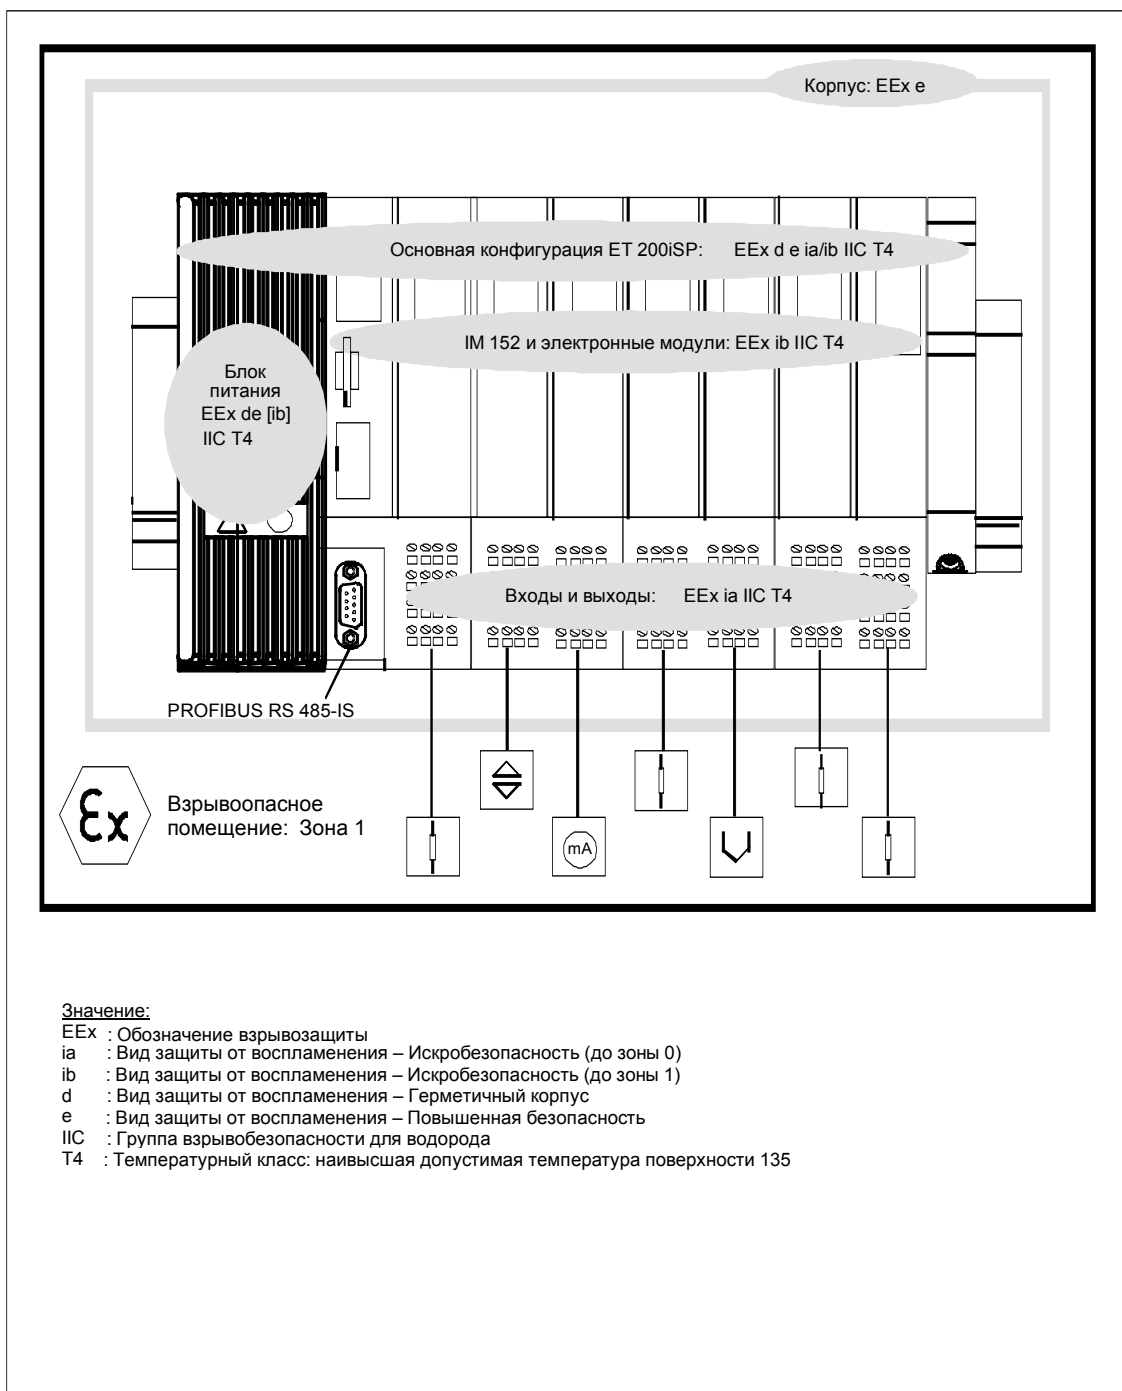 Корпус: EEx e
Основная конфигурация ET 200iSP: EEx d e ia/ib IIC T4
IM 152 и электронные модули: EEx ib IIC T4
Блок
питания
EEx de [ib]
IIC T4
Входы и выходы: EEx ia IIC T4
PROFIBUS RS 485-IS
Ex
Взрывоопасное
помещение: Зона 1
mA
Значение:
EEx : Обозначение взрывозащиты
ia : Вид защиты от воспламенения – Искробезопасность (до зоны 0)
ib : Вид защиты от воспламенения – Искробезопасность (до зоны 1)
d : Вид защиты от воспламенения – Герметичный корпус
e : Вид защиты от воспламенения – Повышенная безопасность
IIC : Группа взрывобезопасности для водорода
T4 : Температурный класс: наивысшая допустимая температура поверхности 135